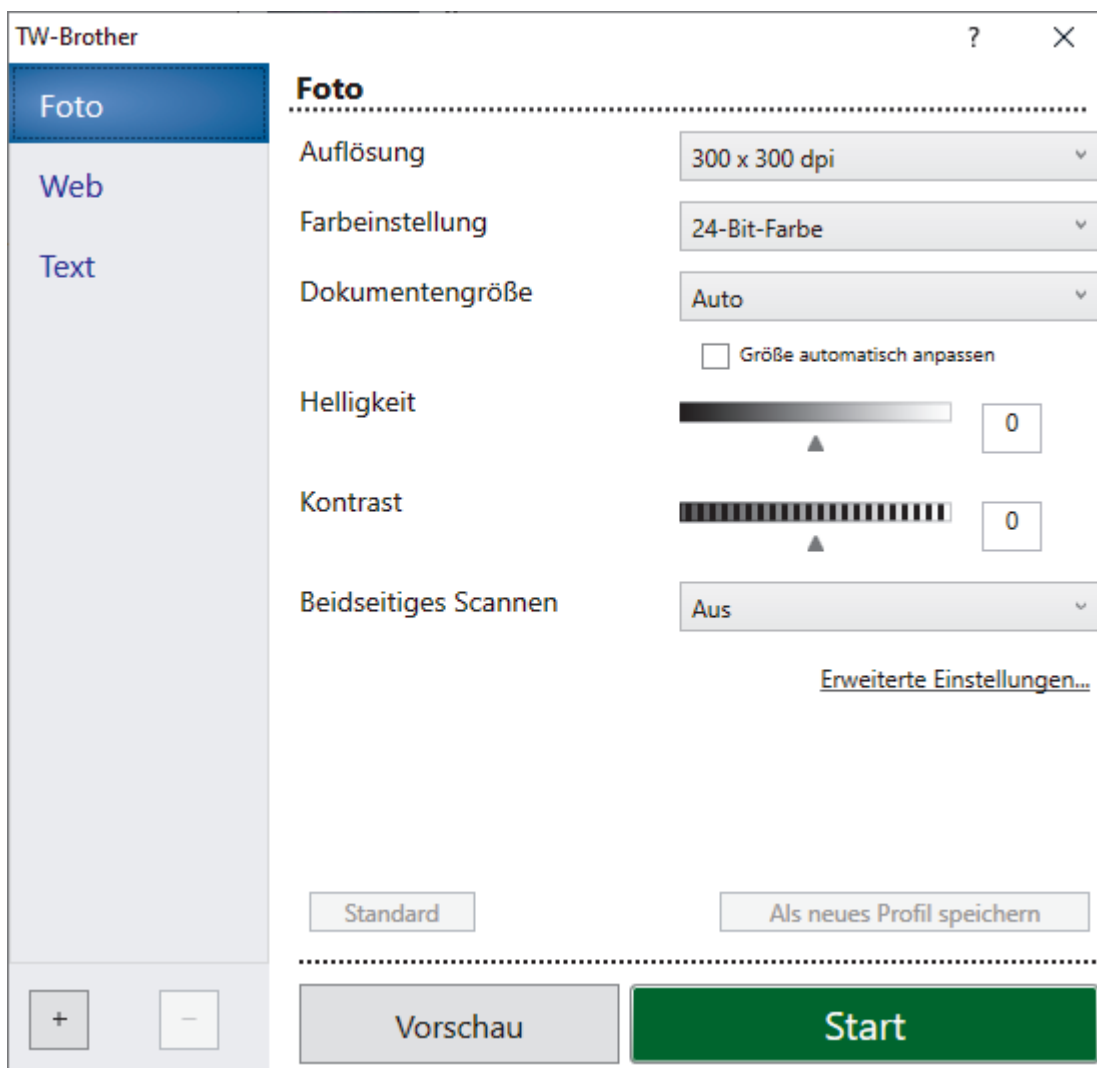 TW-Brother
?
Foto
Web
Text
Foto
Auflösung
300 x 300 dpi
Farbeinstellung
24-Bit-Farbe
Dokumentengröße
Auto
Größe automatisch anpassen
Helligkeit
0
Kontrast
0
Beidseitiges Scannen
Aus
Erweiterte Einstellungen...
Standard
Als neues Profil speichern
+
−
Vorschau
Start